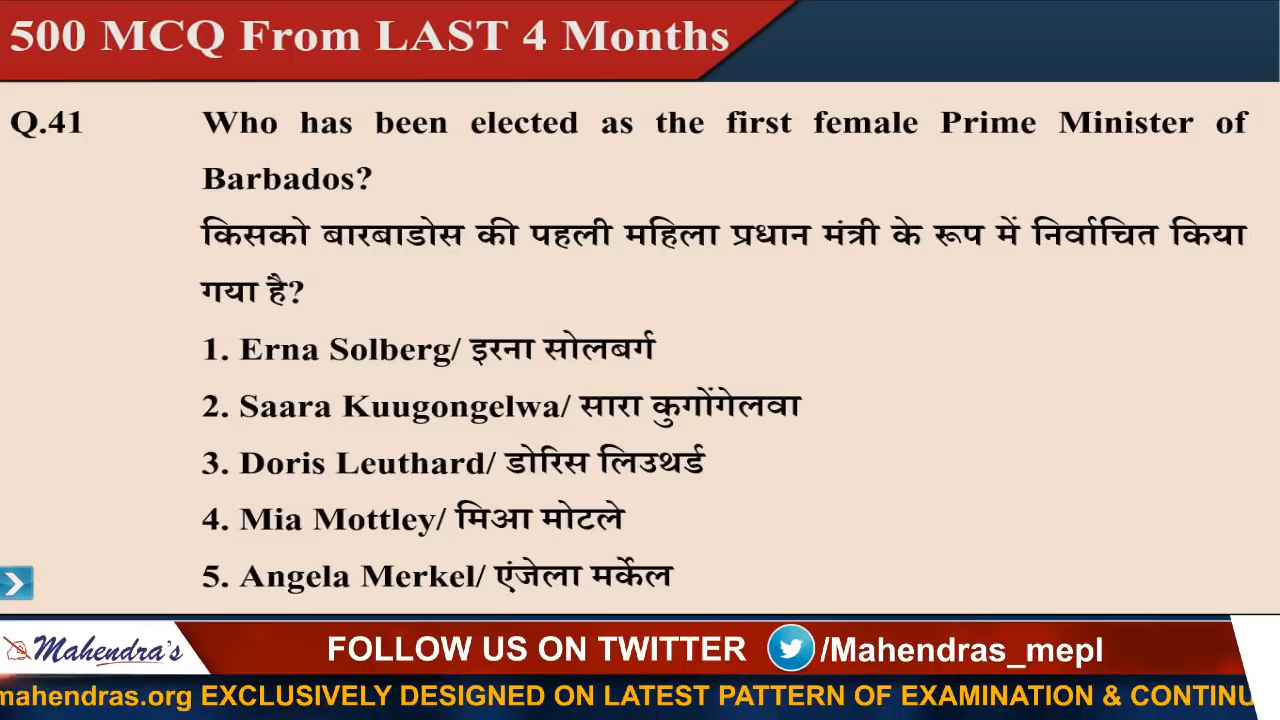 500 MCQ From LAST 4 Months
Q.41 Who has been elected as the first female Prime Minister of
Barbados?
किसको बारबाडोस की पहली महिला प्रधान मंत्री के रूप में निर्वाचित किया
गया है?
1. Erna Solberg/ इरना सोलबर्ग
2. Saara Kuugongelwa/ सारा कुगोंगेलवा
3. Doris Leuthard/ डोरिस लिउथर्ड
4. Mia Mottley/ मिआ मोटले
5. Angela Merkel/ एंजेला मर्केल
Mahendra's FOLLOW US ON TWITTER /Mahendras_mepl
mahendras.org EXCLUSIVELY DESIGNED ON LATEST PATTERN OF EXAMINATION & CONTINU